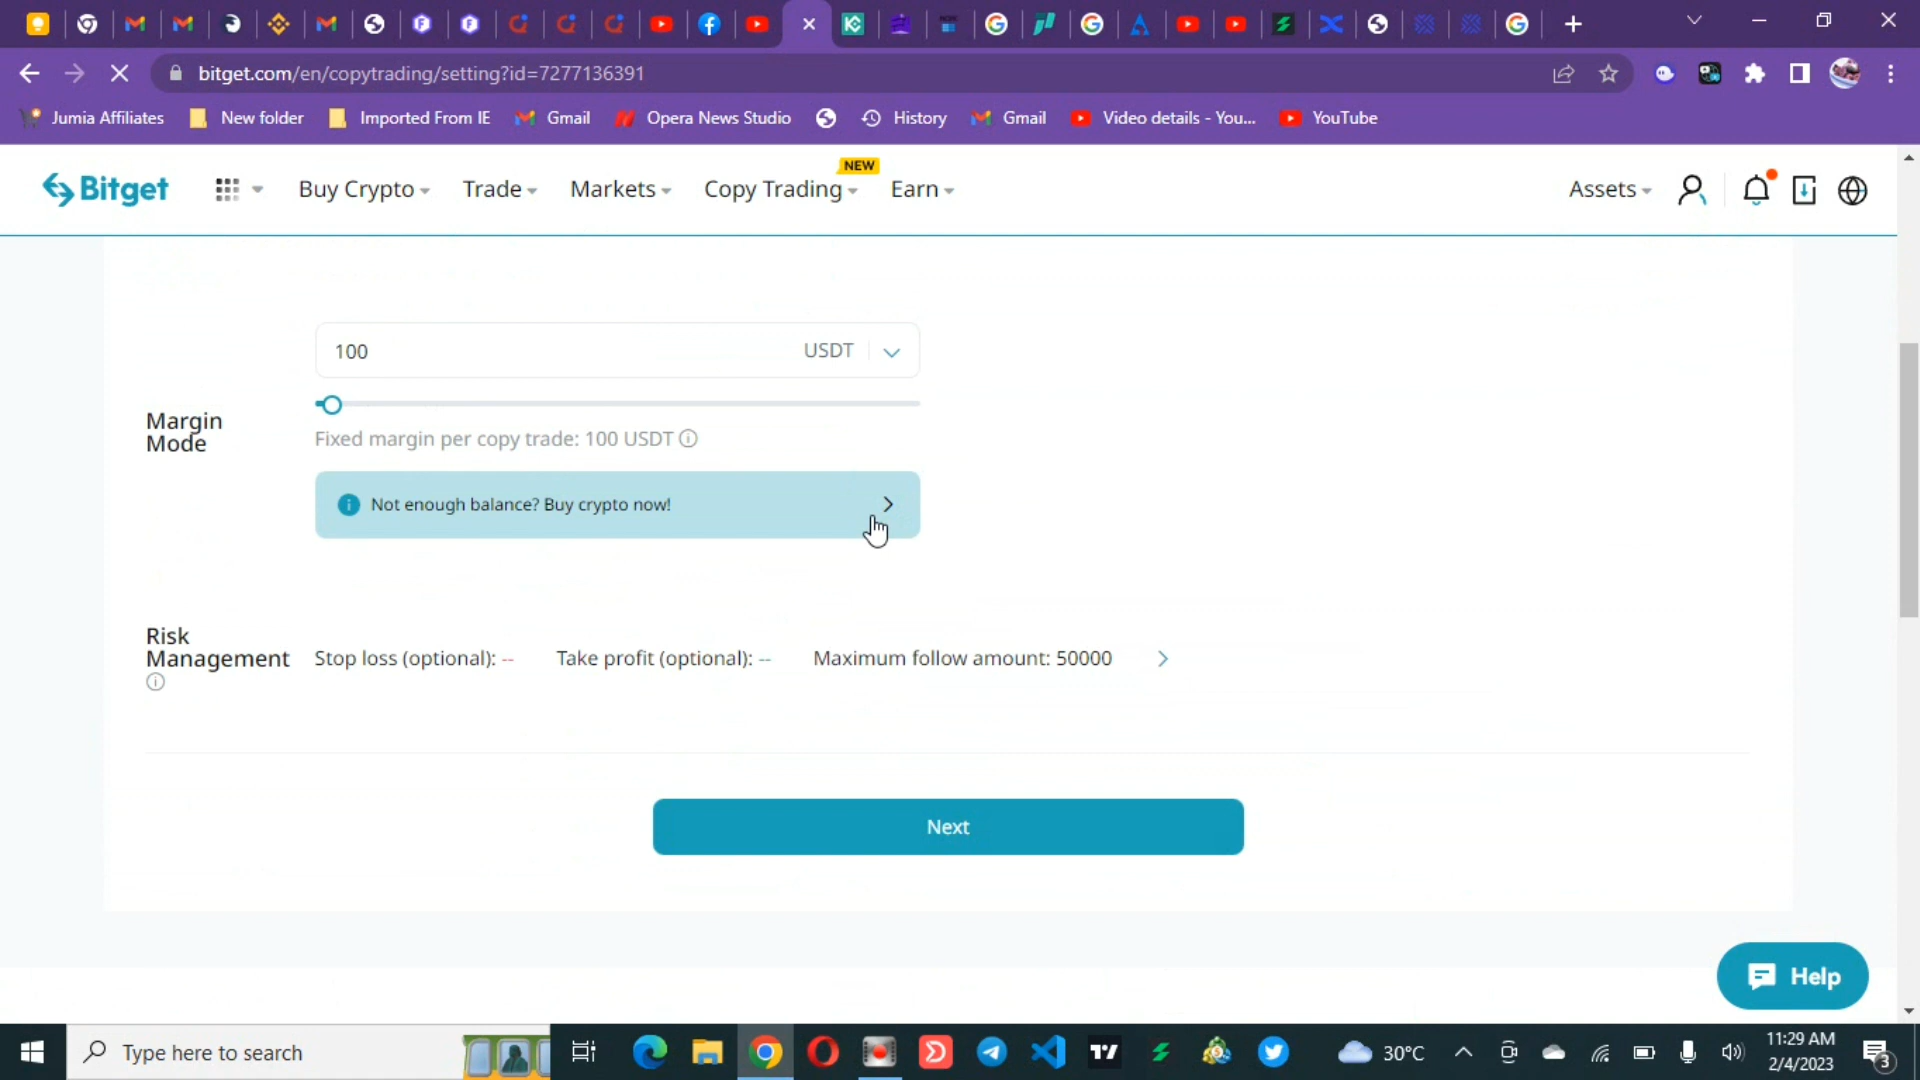 bitget.com/en/copytrading/setting?id=7277136391
Jumia Affiliates New folder Imported From IE Gmail Opera News Studio History Gmail Video details - You... YouTube
NEW
Bitget Buy Crypto Trade Markets Copy Trading Earn Assets
100 USDT
Margin
Mode
Fixed margin per copy trade: 100 USDT
Not enough balance? Buy crypto now!
Risk
Management
Stop loss (optional): -- Take profit (optional): -- Maximum follow amount: 50000
Next
Help
Type here to search
30°C
11:29 AM
2/4/2023
3